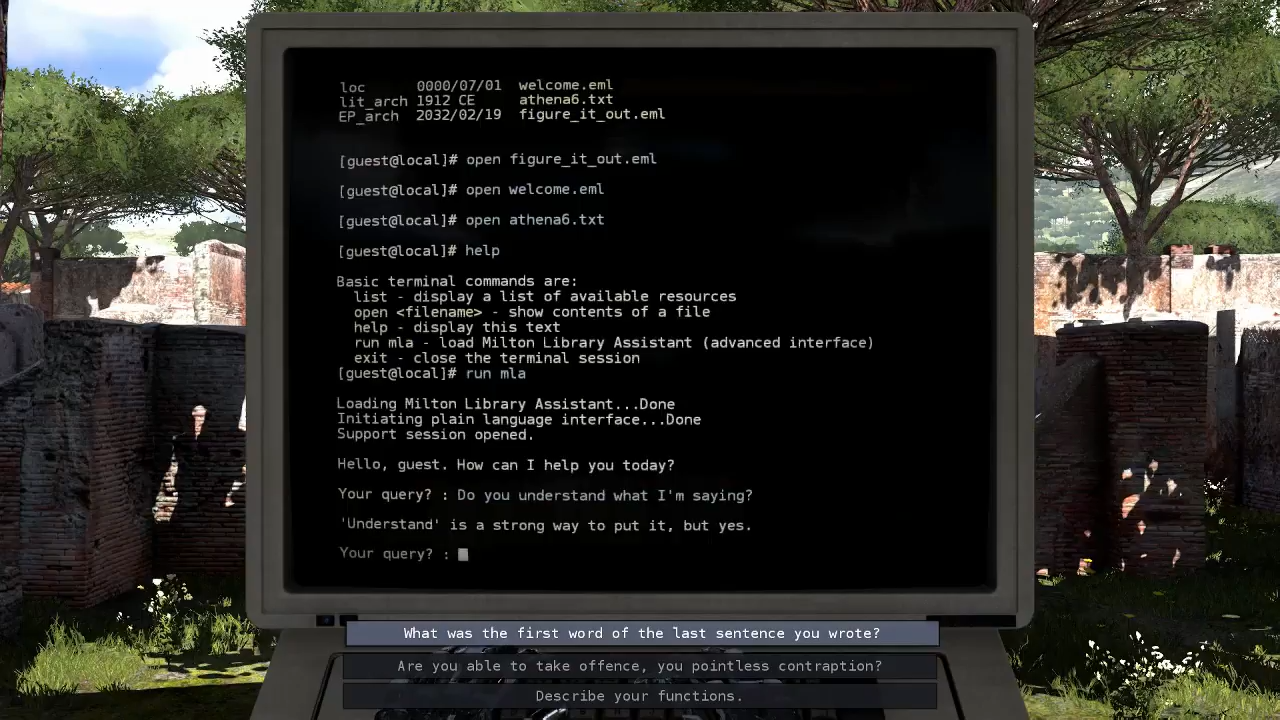 loc 0000/07/01 welcome.eml
lit_arch 1912 CE athena6.txt
EP_arch 2032/02/19 figure_it_out.eml
[guest@local]# open figure_it_out.eml
[guest@local]# open welcome.eml
[guest@local]# open athena6.txt
[guest@local]# help
Basic terminal commands are:
list - display a list of available resources
open <filename> - show contents of a file
help - display this text
run mla - load Milton Library Assistant (advanced interface)
exit - close the terminal session
[guest@local]# run mla
Loading Milton Library Assistant...Done
Initiating plain language interface...Done
Support session opened.
Hello, guest. How can I help you today?
Your query? : Do you understand what I'm saying?
'Understand' is a strong way to put it, but yes.
Your query? :
What was the first word of the last sentence you wrote?
Are you able to take offence, you pointless contraption?
Describe your functions.